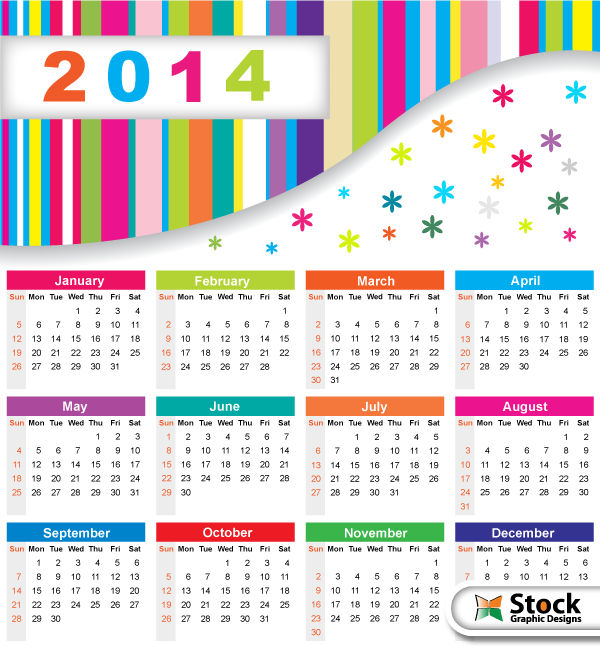 2014
January
Sun Mon Tue Wed Thu Fri Sat
1 2 3 4
5 6 7 8 9 10 11
12 13 14 15 16 17 18
19 20 21 22 23 24 25
26 27 28 29 30 31
February
Sun Mon Tue Wed Thu Fri Sat
1
2 3 4 5 6 7 8
9 10 11 12 13 14 15
16 17 18 19 20 21 22
23 24 25 26 27 28
March
Sun Mon Tue Wed Thu Fri Sat
1
2 3 4 5 6 7 8
9 10 11 12 13 14 15
16 17 18 19 20 21 22
23 24 25 26 27 28 29
30 31
April
Sun Mon Tue Wed Thu Fri Sat
1 2 3 4 5
6 7 8 9 10 11 12
13 14 15 16 17 18 19
20 21 22 23 24 25 26
27 28 29 30
May
Sun Mon Tue Wed Thu Fri Sat
1 2 3
4 5 6 7 8 9 10
11 12 13 14 15 16 17
18 19 20 21 22 23 24
25 26 27 28 29 30 31
June
Sun Mon Tue Wed Thu Fri Sat
1 2 3 4 5 6 7
8 9 10 11 12 13 14
15 16 17 18 19 20 21
22 23 24 25 26 27 28
29 30
July
Sun Mon Tue Wed Thu Fri Sat
1 2 3 4 5
6 7 8 9 10 11 12
13 14 15 16 17 18 19
20 21 22 23 24 25 26
27 28 29 30 31
August
Sun Mon Tue Wed Thu Fri Sat
1 2
3 4 5 6 7 8 9
10 11 12 13 14 15 16
17 18 19 20 21 22 23
24 25 26 27 28 29 30
31
September
Sun Mon Tue Wed Thu Fri Sat
1 2 3 4 5 6
7 8 9 10 11 12 13
14 15 16 17 18 19 20
21 22 23 24 25 26 27
28 29 30
October
Sun Mon Tue Wed Thu Fri Sat
1 2 3 4
5 6 7 8 9 10 11
12 13 14 15 16 17 18
19 20 21 22 23 24 25
26 27 28 29 30 31
November
Sun Mon Tue Wed Thu Fri Sat
1
2 3 4 5 6 7 8
9 10 11 12 13 14 15
16 17 18 19 20 21 22
23 24 25 26 27 28 29
30
December
Sun Mon Tue Wed Thu Fri Sat
1 2 3 4 5 6
7 8 9 10 11 12 13
Stock
Graphic Designs